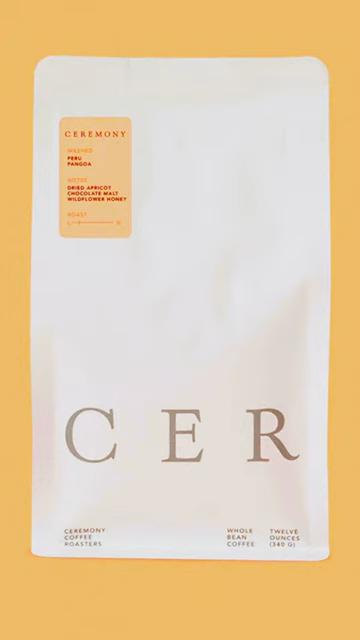 CEREMONY
WASHED
PERU
PANGOA
NOTES
DRIED APRICOT
CHOCOLATE MALT
WILDFLOWER HONEY
ROAST
C E R
CEREMONY
COFFEE
ROASTERS
WHOLE
BEAN
COFFEE
TWELVE
OUNCES
(340 G)